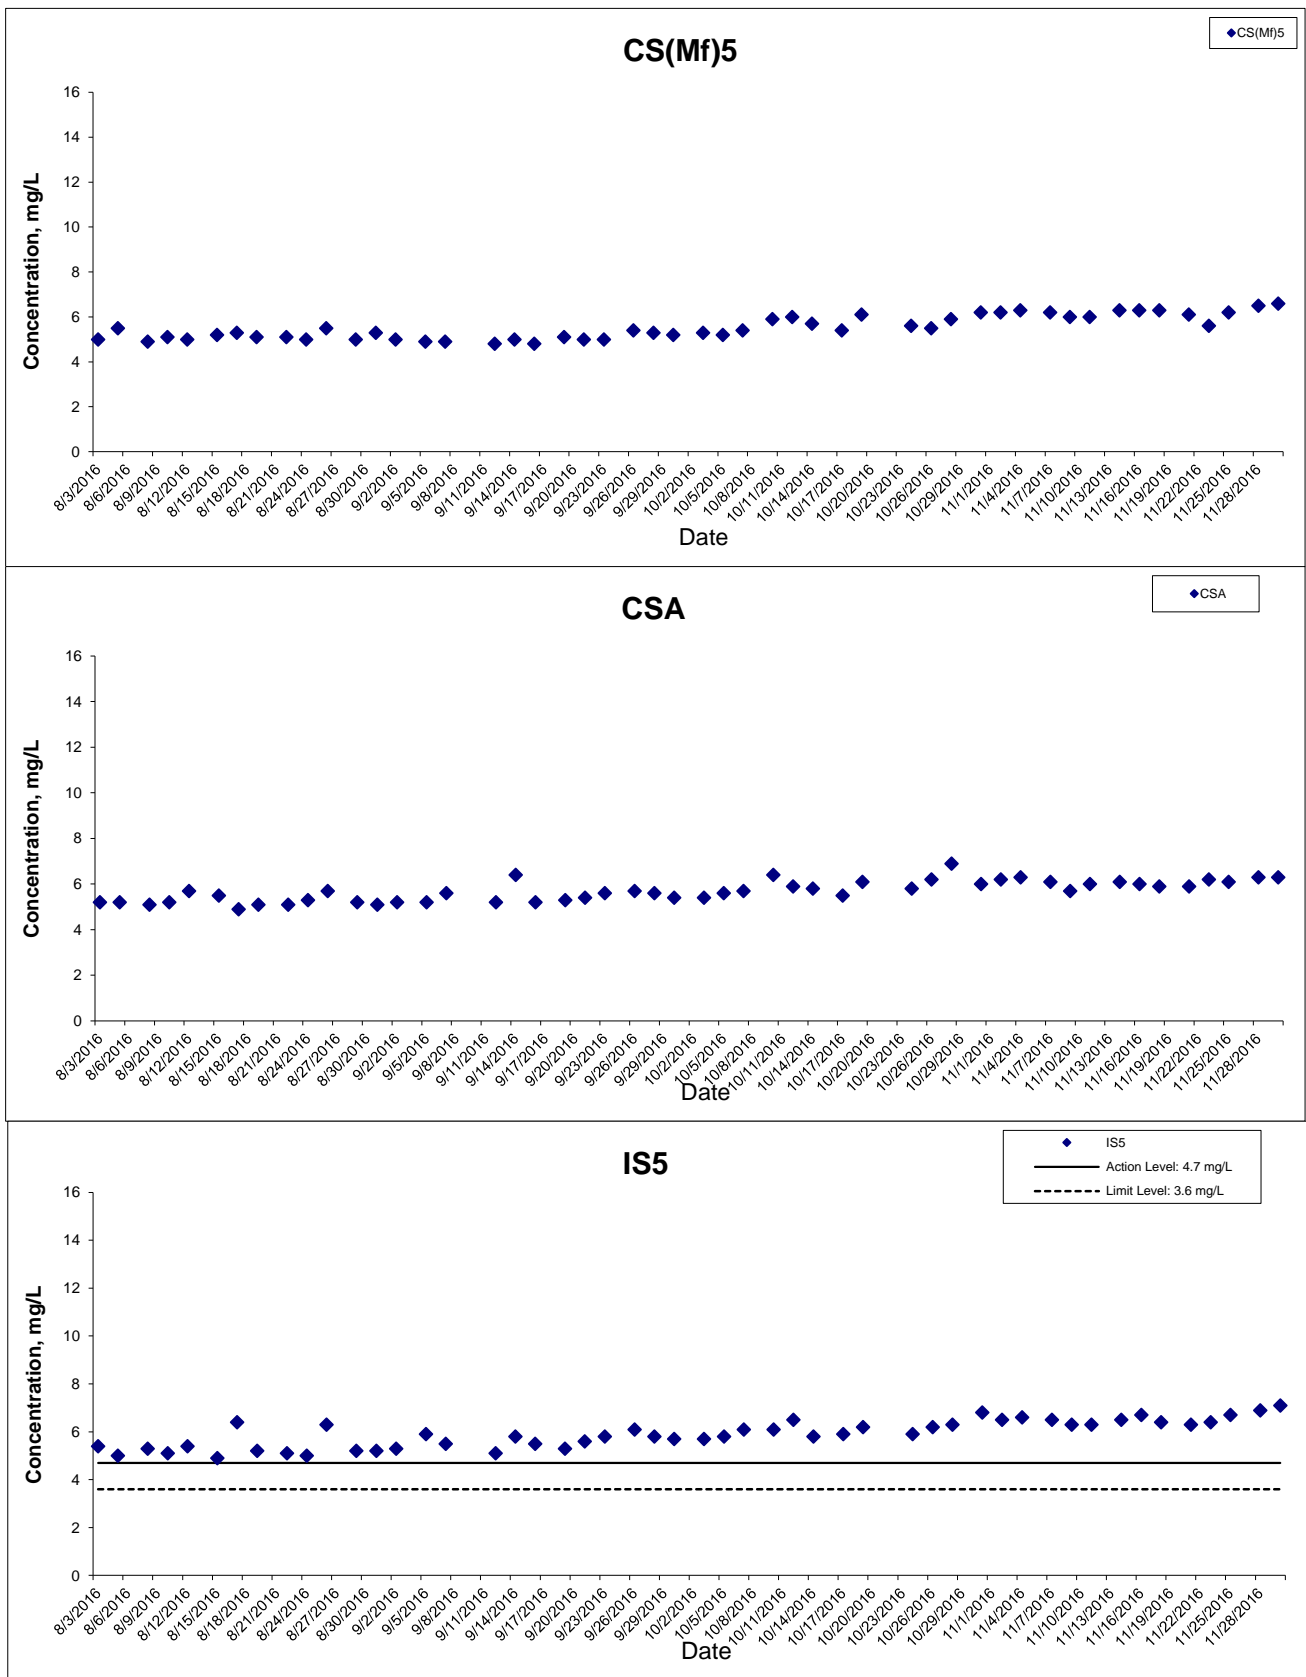 CS(Mf)5
CS(Mf)5
16
14
12
10
8
6
4
2
0
Concentration, mg/L
8/3/2016 8/6/2016 8/9/2016 8/12/2016 8/15/2016 8/18/2016 8/21/2016 8/24/2016 8/27/2016 8/30/2016 9/2/2016 9/5/2016 9/8/2016 9/11/2016 9/14/2016 9/17/2016 9/20/2016 9/23/2016 9/26/2016 9/29/2016 10/2/2016 10/5/2016 10/8/2016 10/11/2016 10/14/2016 10/17/2016 10/20/2016 10/23/2016 10/26/2016 10/29/2016 11/1/2016 11/4/2016 11/7/2016 11/10/2016 11/13/2016 11/16/2016 11/19/2016 11/22/2016 11/25/2016 11/28/2016
Date
CSA
CSA
16
14
12
10
8
6
4
2
0
Concentration, mg/L
8/3/2016 8/6/2016 8/9/2016 8/12/2016 8/15/2016 8/18/2016 8/21/2016 8/24/2016 8/27/2016 8/30/2016 9/2/2016 9/5/2016 9/8/2016 9/11/2016 9/14/2016 9/17/2016 9/20/2016 9/23/2016 9/26/2016 9/29/2016 10/2/2016 10/5/2016 10/8/2016 10/11/2016 10/14/2016 10/17/2016 10/20/2016 10/23/2016 10/26/2016 10/29/2016 11/1/2016 11/4/2016 11/7/2016 11/10/2016 11/13/2016 11/16/2016 11/19/2016 11/22/2016 11/25/2016 11/28/2016
Date
IS5
IS5
Action Level: 4.7 mg/L
Limit Level: 3.6 mg/L
16
14
12
10
8
6
4
2
0
Concentration, mg/L
8/3/2016 8/6/2016 8/9/2016 8/12/2016 8/15/2016 8/18/2016 8/21/2016 8/24/2016 8/27/2016 8/30/2016 9/2/2016 9/5/2016 9/8/2016 9/11/2016 9/14/2016 9/17/2016 9/20/2016 9/23/2016 9/26/2016 9/29/2016 10/2/2016 10/5/2016 10/8/2016 10/11/2016 10/14/2016 10/17/2016 10/20/2016 10/23/2016 10/26/2016 10/29/2016 11/1/2016 11/4/2016 11/7/2016 11/10/2016 11/13/2016 11/16/2016 11/19/2016 11/22/2016 11/25/2016 11/28/2016
Date